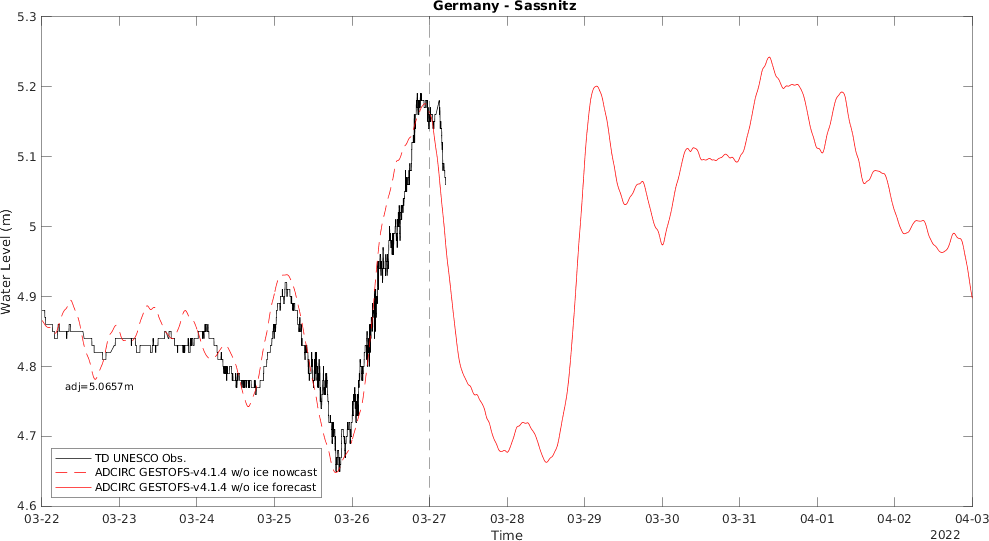 Germany - Sassnitz
5.3
5.2
5.1
5
4.9
4.8
4.7
4.6
Water Level (m)
adj=5.0657m
TD UNESCO Obs.
ADCIRC GESTOFS-v4.1.4 w/o ice nowcast
ADCIRC GESTOFS-v4.1.4 w/o ice forecast
03-22 03-23 03-24 03-25 03-26 03-27 03-28 03-29 03-30 03-31 04-01 04-02 04-03
Time
2022